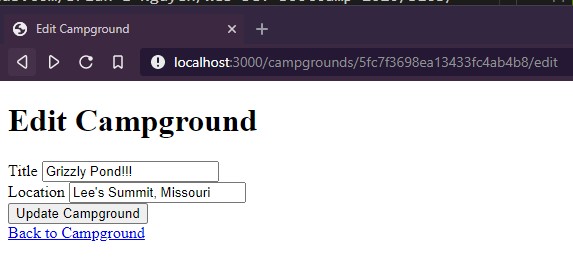 Edit Campground
localhost:3000/campgrounds/5fc7f3698ea13433fc4ab4b8/edit
Edit Campground
Title Grizzly Pond!!!
Location Lee's Summit, Missouri
Update Campground
Back to Campground